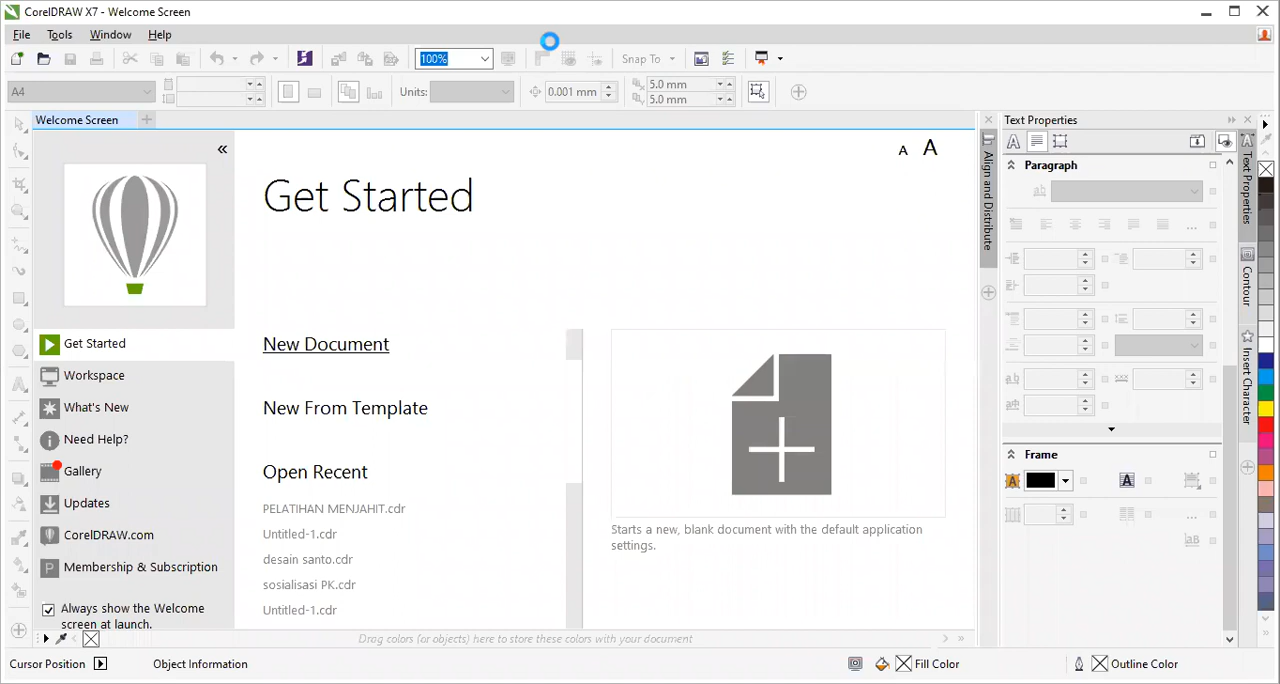 CorelDRAW X7 - Welcome Screen
File Tools Window Help
100% Snap To
A4 Units: 0.001 mm 5.0 mm
5.0 mm
Welcome Screen
Text Properties
A A
Get Started
Paragraph
Align and Distribute
Text Properties
Contour
Insert Character
Get Started
Workspace
What's New
Need Help?
Gallery
Updates
CorelDRAW.com
Membership & Subscription
Always show the Welcome
screen at launch.
New Document
New From Template
Open Recent
PELATIHAN MENJAHIT.cdr
Untitled-1.cdr
desain santo.cdr
sosialisasi PK.cdr
Untitled-1.cdr
Starts a new, blank document with the default application
settings.
Frame
Drag colors (or objects) here to store these colors with your document
Cursor Position Object Information Fill Color Outline Color